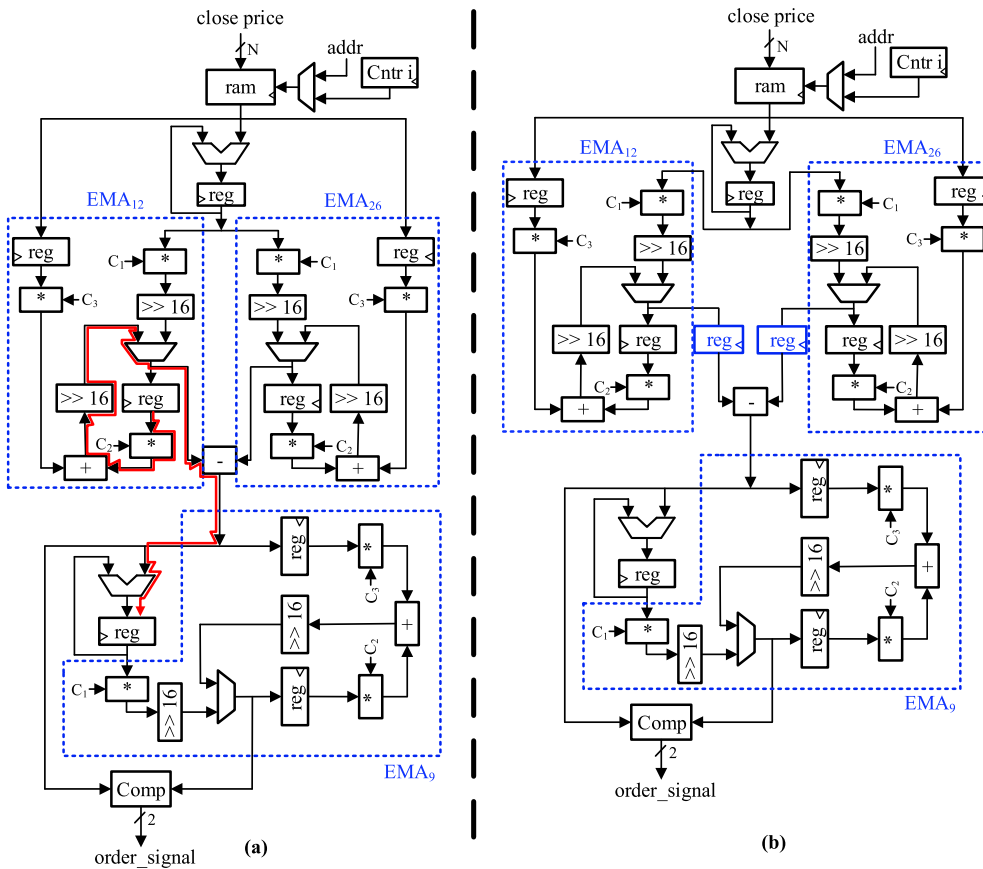 close price
N
addr
Cntr i
ram
reg
EMA12
EMA26
reg
*
C3
C1
*
>> 16
*
C1
>> 16
reg
C3
*
>> 16
reg
C2
*
+
-
reg
>> 16
*
C2
+
reg
*
C3
>> 16
+
reg
C1
*
>> 16
reg
*
C2
EMA9
Comp
2
order_signal
(a)
close price
N
addr
Cntr i
ram
reg
EMA12
EMA26
reg
*
C3
C1
*
>> 16
*
C1
>> 16
reg
C3
*
>> 16
reg
C2
*
+
reg
reg
-
reg
>> 16
*
C2
+
reg
*
C3
>> 16
+
reg
C1
*
>> 16
reg
*
C2
EMA9
Comp
2
order_signal
(b)